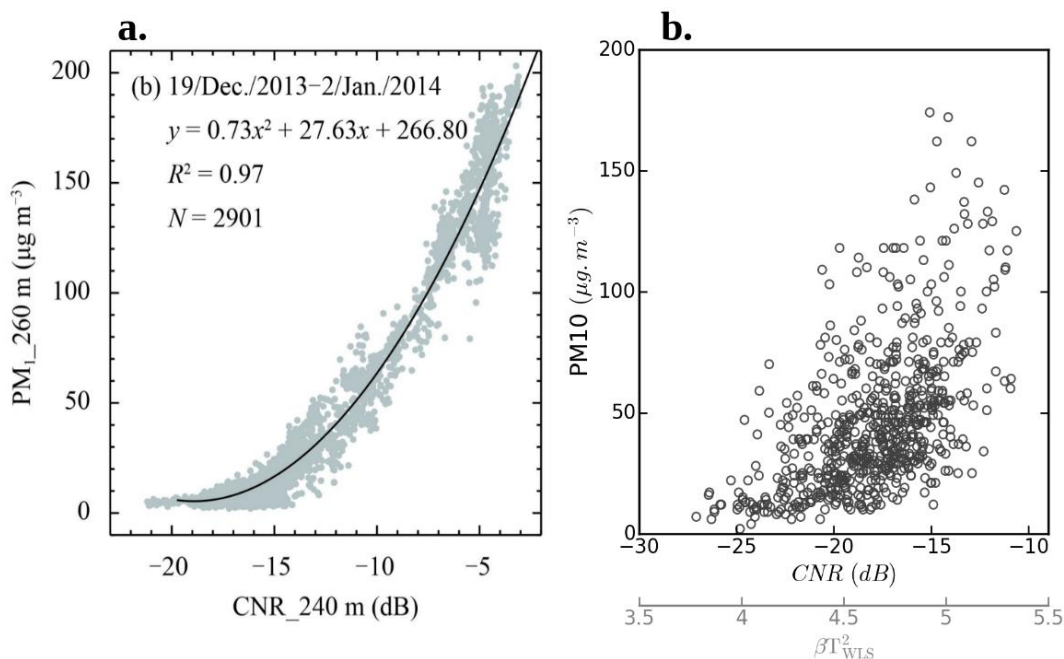 a.
(b) 19/Dec./2013−2/Jan./2014
y = 0.73x² + 27.63x + 266.80
R² = 0.97
N = 2901
PM₁_260 m (μg m⁻³)
200
150
100
50
0
−20 −15 −10 −5
CNR_240 m (dB)
b.
PM10 (μg.m⁻³)
200
150
100
50
0
−30 −25 −20 −15 −10
CNR (dB)
3.5 4 4.5 5 5.5
βT²WLS